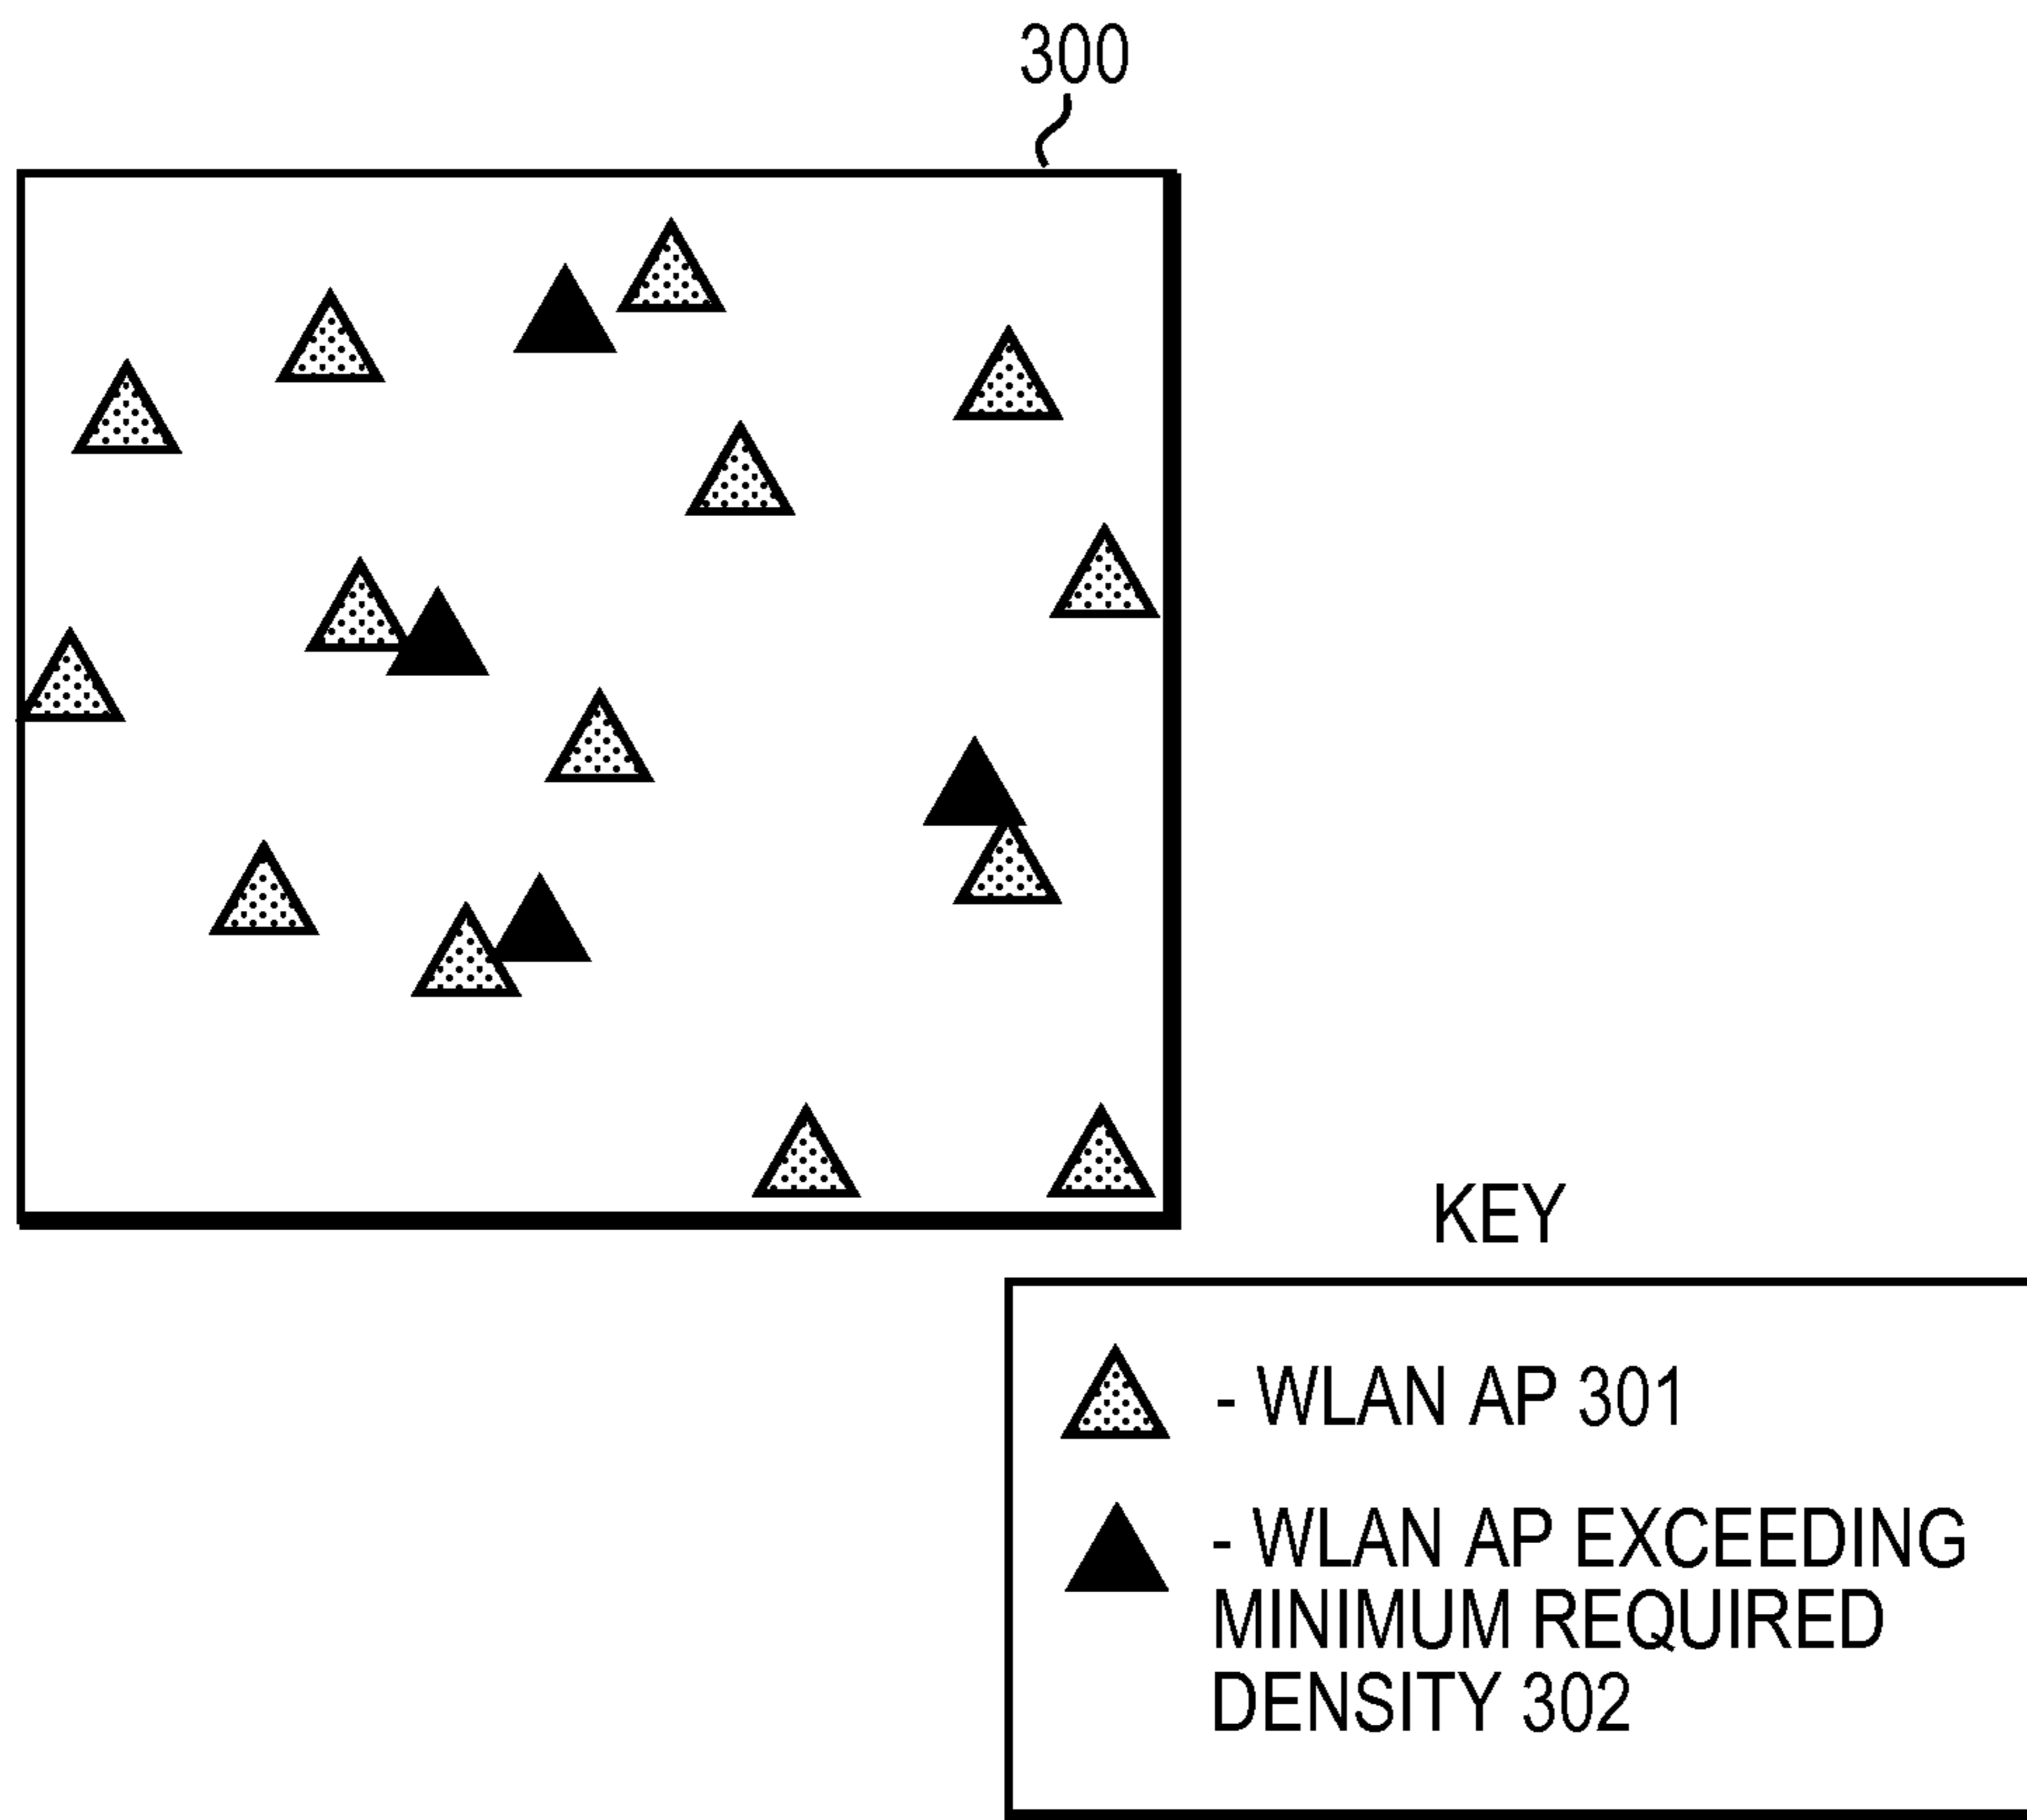 300
KEY
- WLAN AP 301
- WLAN AP EXCEEDING
MINIMUM REQUIRED
DENSITY 302